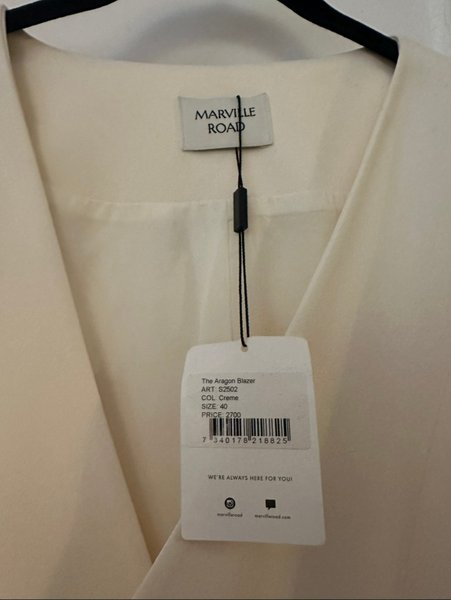 MARVILLE
ROAD
The Aragon Blazer
ART: S2502
COL: Creme
SIZE: 40
PRICE: 2700
7 340178 218825
WE'RE ALWAYS HERE FOR YOU!
marvilleroad marvilleroad.com